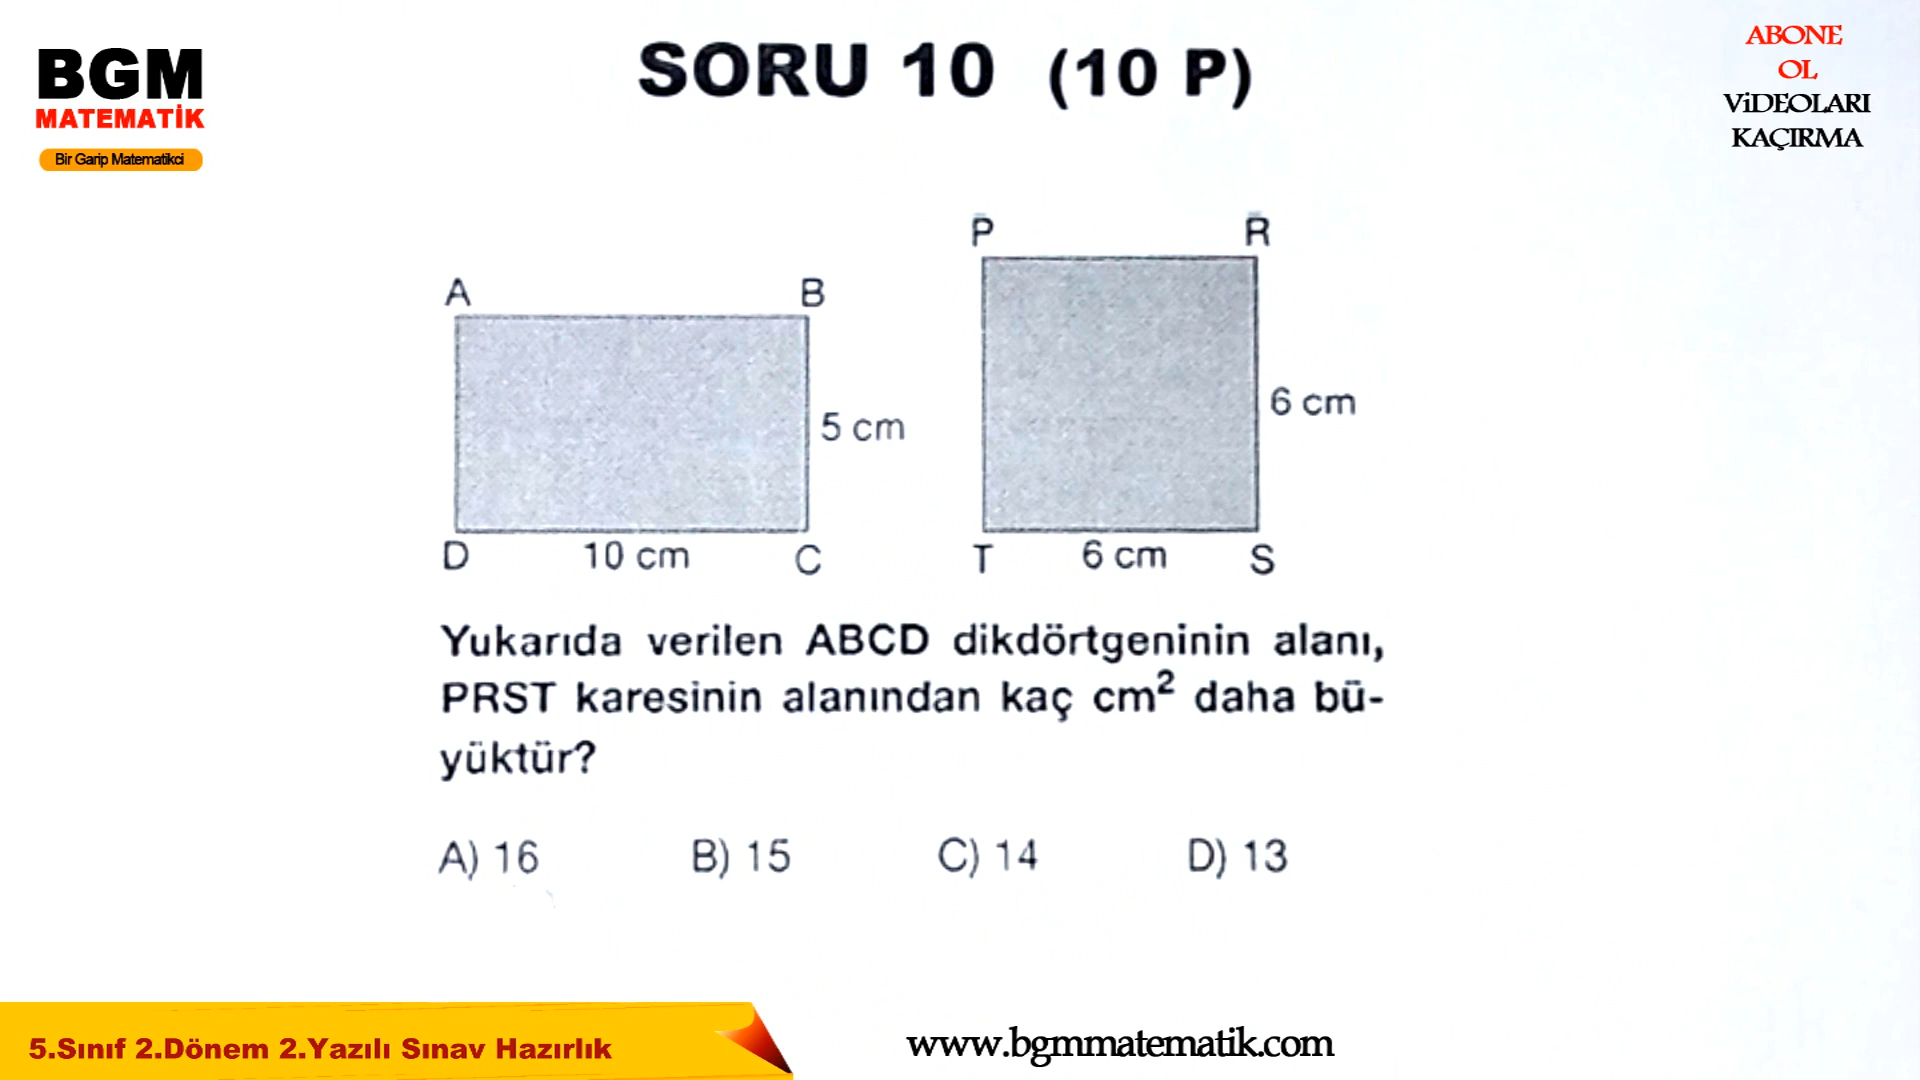 BGM
MATEMATİK
Bir Garip Matematikci
SORU 10 (10 P)
ABONE
OL
ViDEOLARI
KAÇIRMA
P R
A B
5 cm
6 cm
D 10 cm C
T 6 cm S
Yukarıda verilen ABCD dikdörtgeninin alanı,
PRST karesinin alanından kaç cm² daha bü-
yüktür?
A) 16 B) 15 C) 14 D) 13
5.Sınıf 2.Dönem 2.Yazılı Sınav Hazırlık
www.bgmmatematik.com